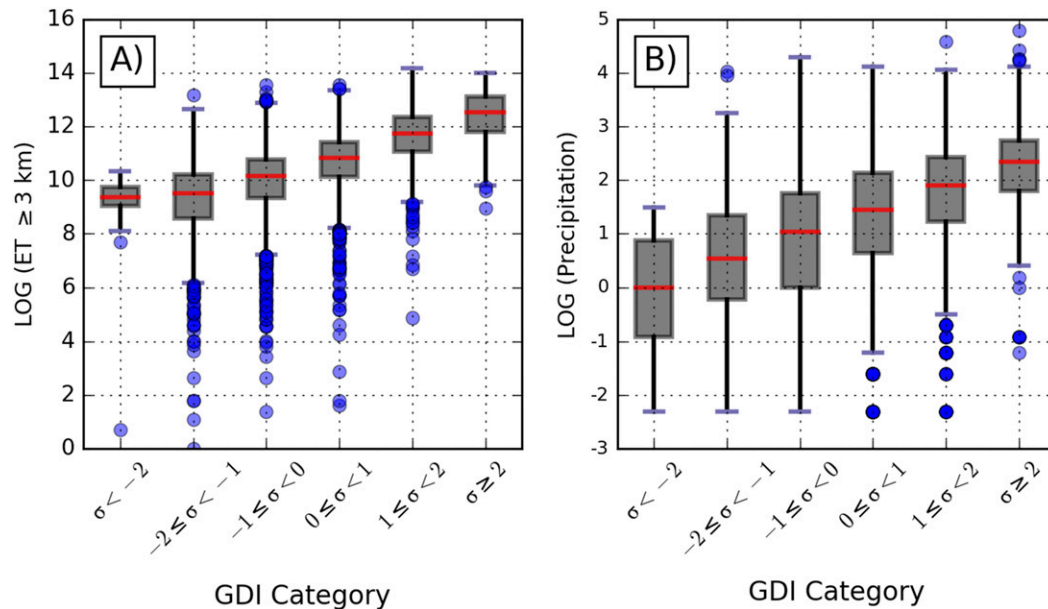 A)
LOG (ET ≥ 3 km)
16
14
12
10
8
6
4
2
0
σ < −2
−2 ≤ σ < −1
−1 ≤ σ < 0
0 ≤ σ < 1
1 ≤ σ < 2
σ ≥ 2
GDI Category
B)
LOG (Precipitation)
5
4
3
2
1
0
-1
-2
-3
σ < −2
−2 ≤ σ < −1
−1 ≤ σ < 0
0 ≤ σ < 1
1 ≤ σ < 2
σ ≥ 2
GDI Category